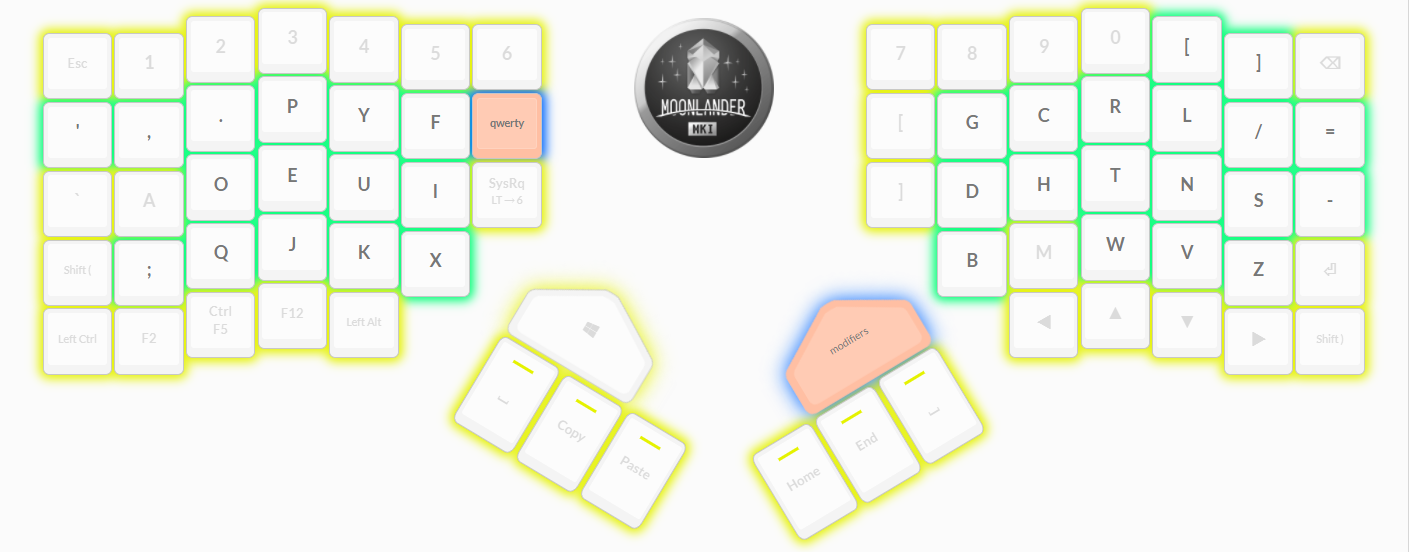 Esc 1 2 3 4 5 6
' , . P Y F qwerty
` A O E U I SysRq
LT → 6
Shift ( ; Q J K X
Left Ctrl F2 Ctrl F12 Left Alt
F5
[ Copy Paste
MOONLANDER
MKI
7 8 9 0 [ ] ⌫
[ G C R L / =
] D H T N S -
B M W V Z ⏎
◀ ▲ ▼ ▶ Shift )
modifiers
Home End ]